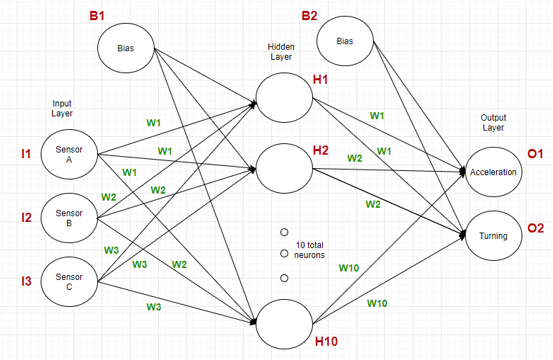 B1
B2
Bias
Bias
Hidden
Layer
H1
Input
Layer
Output
Layer
W1
W1
I1
Sensor
A
W1
W1
H2
W1
W2
O1
Acceleration
W2
W2
W2
I2
Sensor
B
O2
Turning
W3
W3
W2
10 total
neurons
I3
Sensor
C
W10
W3
W10
H10